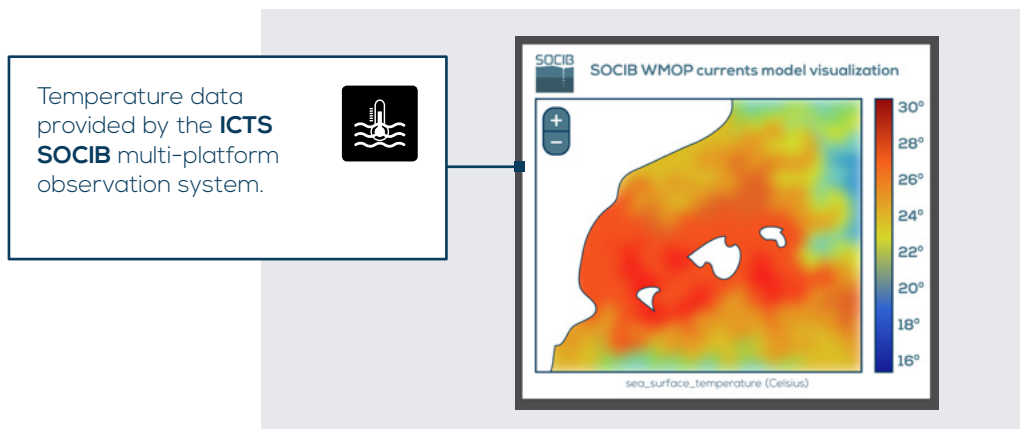 Temperature data
provided by the ICTS
SOCIB multi-platform
observation system.
SOCIB
SOCIB WMOP currents model visualization
+
−
30°
28°
26°
24°
22°
20°
18°
16°
sea_surface_temperature (Celsius)